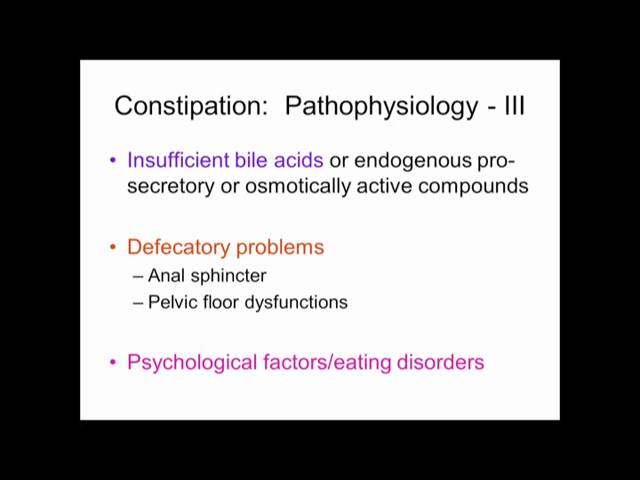 Constipation: Pathophysiology - III
• Insufficient bile acids or endogenous pro-
secretory or osmotically active compounds
• Defecatory problems
– Anal sphincter
– Pelvic floor dysfunctions
• Psychological factors/eating disorders